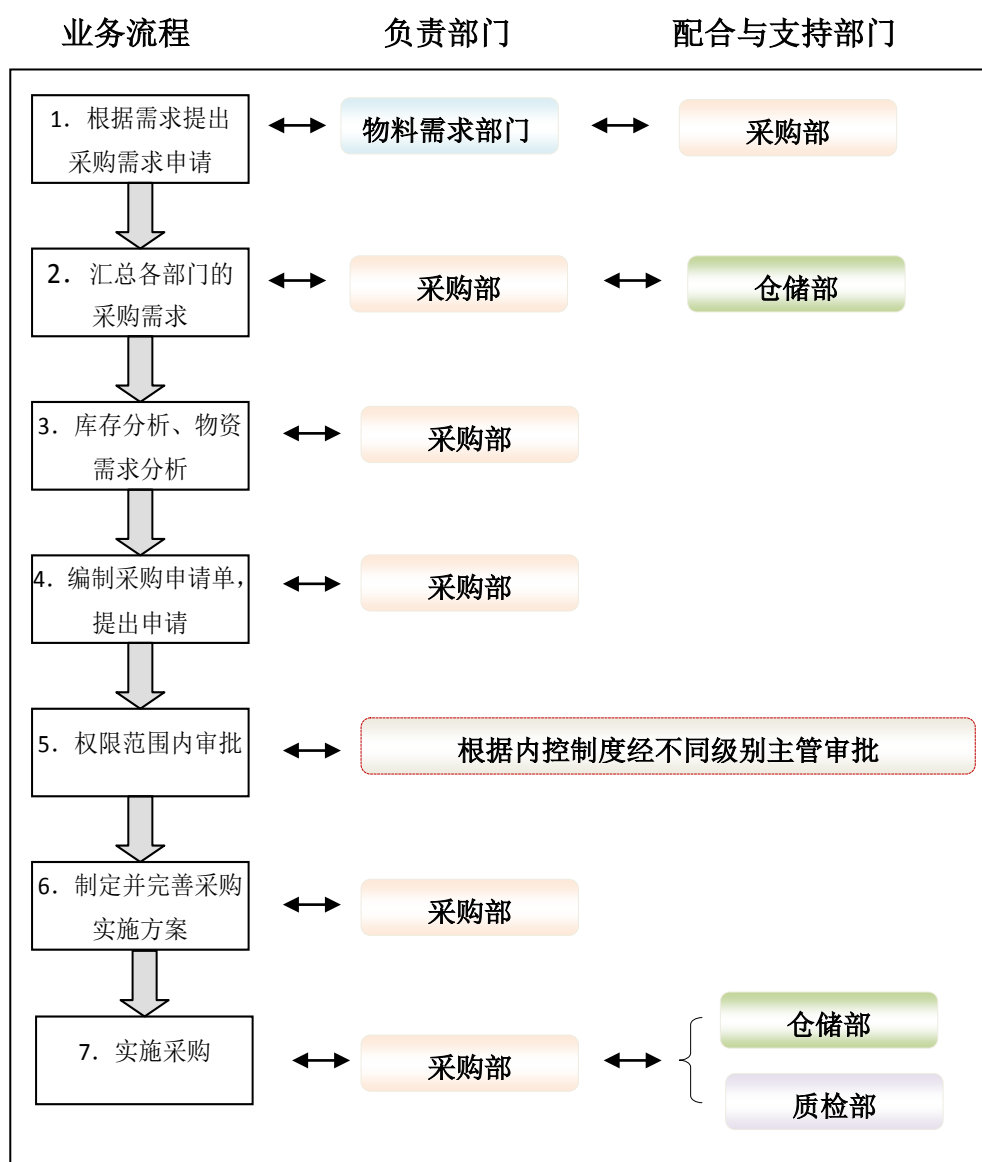 业务流程 负责部门 配合与支持部门
1．根据需求提出
采购需求申请
物料需求部门
采购部
2．汇总各部门的
采购需求
采购部
仓储部
3．库存分析、物资
需求分析
采购部
4．编制采购申请单，
提出申请
采购部
5．权限范围内审批
根据内控制度经不同级别主管审批
6．制定并完善采购
实施方案
采购部
7．实施采购
采购部
仓储部
质检部